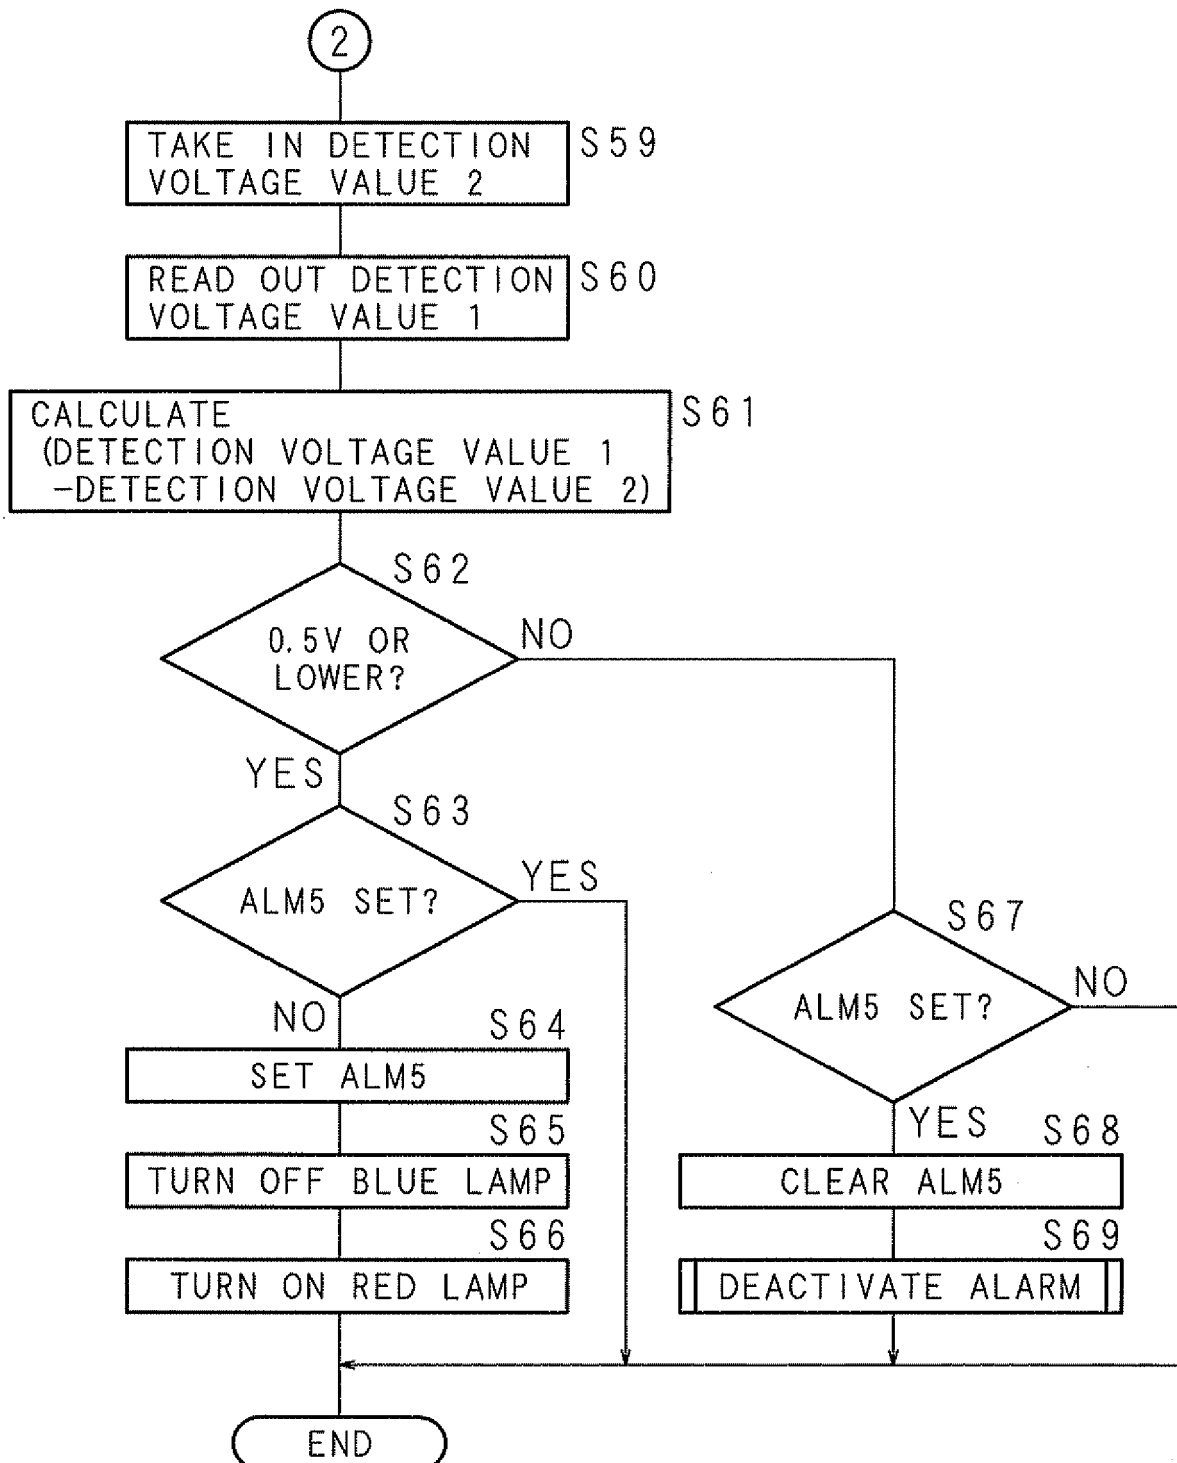 2
TAKE IN DETECTION
VOLTAGE VALUE 2
S59
READ OUT DETECTION
VOLTAGE VALUE 1
S60
CALCULATE
(DETECTION VOLTAGE VALUE 1
-DETECTION VOLTAGE VALUE 2)
S61
S62
0.5V OR
LOWER?
NO
YES
S63
ALM5 SET?
YES
NO
S64
SET ALM5
S65
TURN OFF BLUE LAMP
S66
TURN ON RED LAMP
S67
ALM5 SET?
NO
YES
S68
CLEAR ALM5
S69
DEACTIVATE ALARM
END